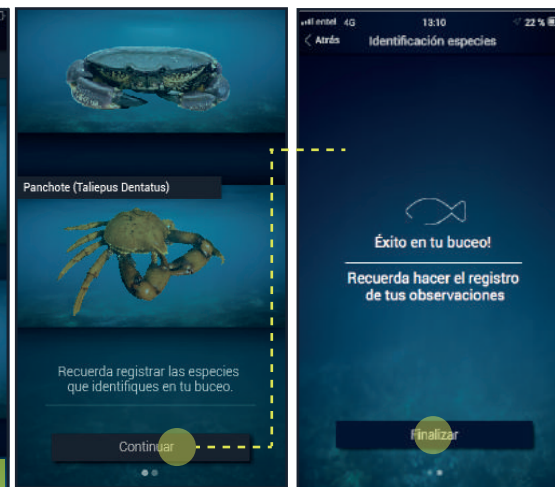 Panchote (Taliepus Dentatus)
Recuerda registrar las especies
que identifiques en tu buceo.
Continuar
entel 4G 13:10 22 %
Atrás Identificación especies
Éxito en tu buceo!
Recuerda hacer el registro
de tus observaciones
Finalizar